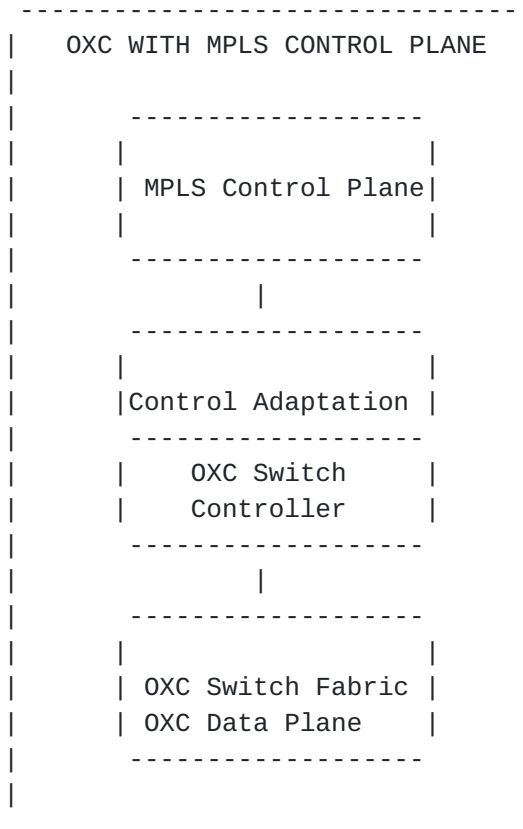 OXC WITH MPLS CONTROL PLANE
MPLS Control Plane
Control Adaptation
OXC Switch
Controller
OXC Switch Fabric
OXC Data Plane